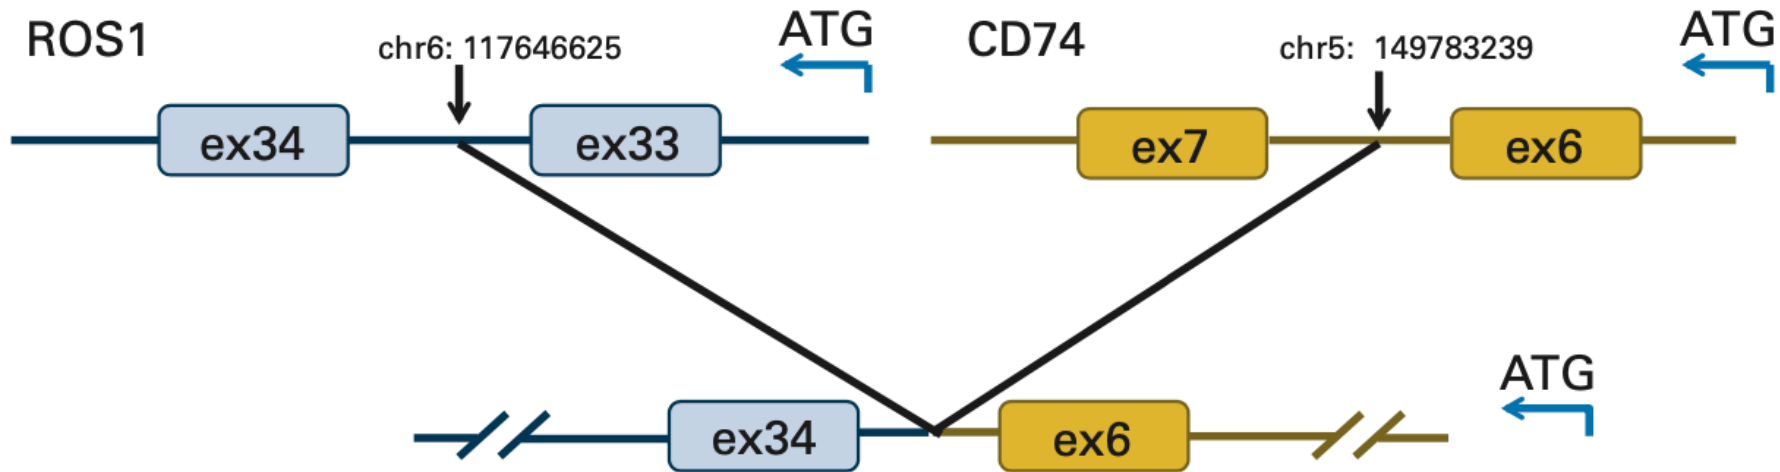 ROS1
chr6: 117646625
ATG
CD74
chr5: 149783239
ATG
ex34
ex33
ex7
ex6
ATG
ex34
ex6